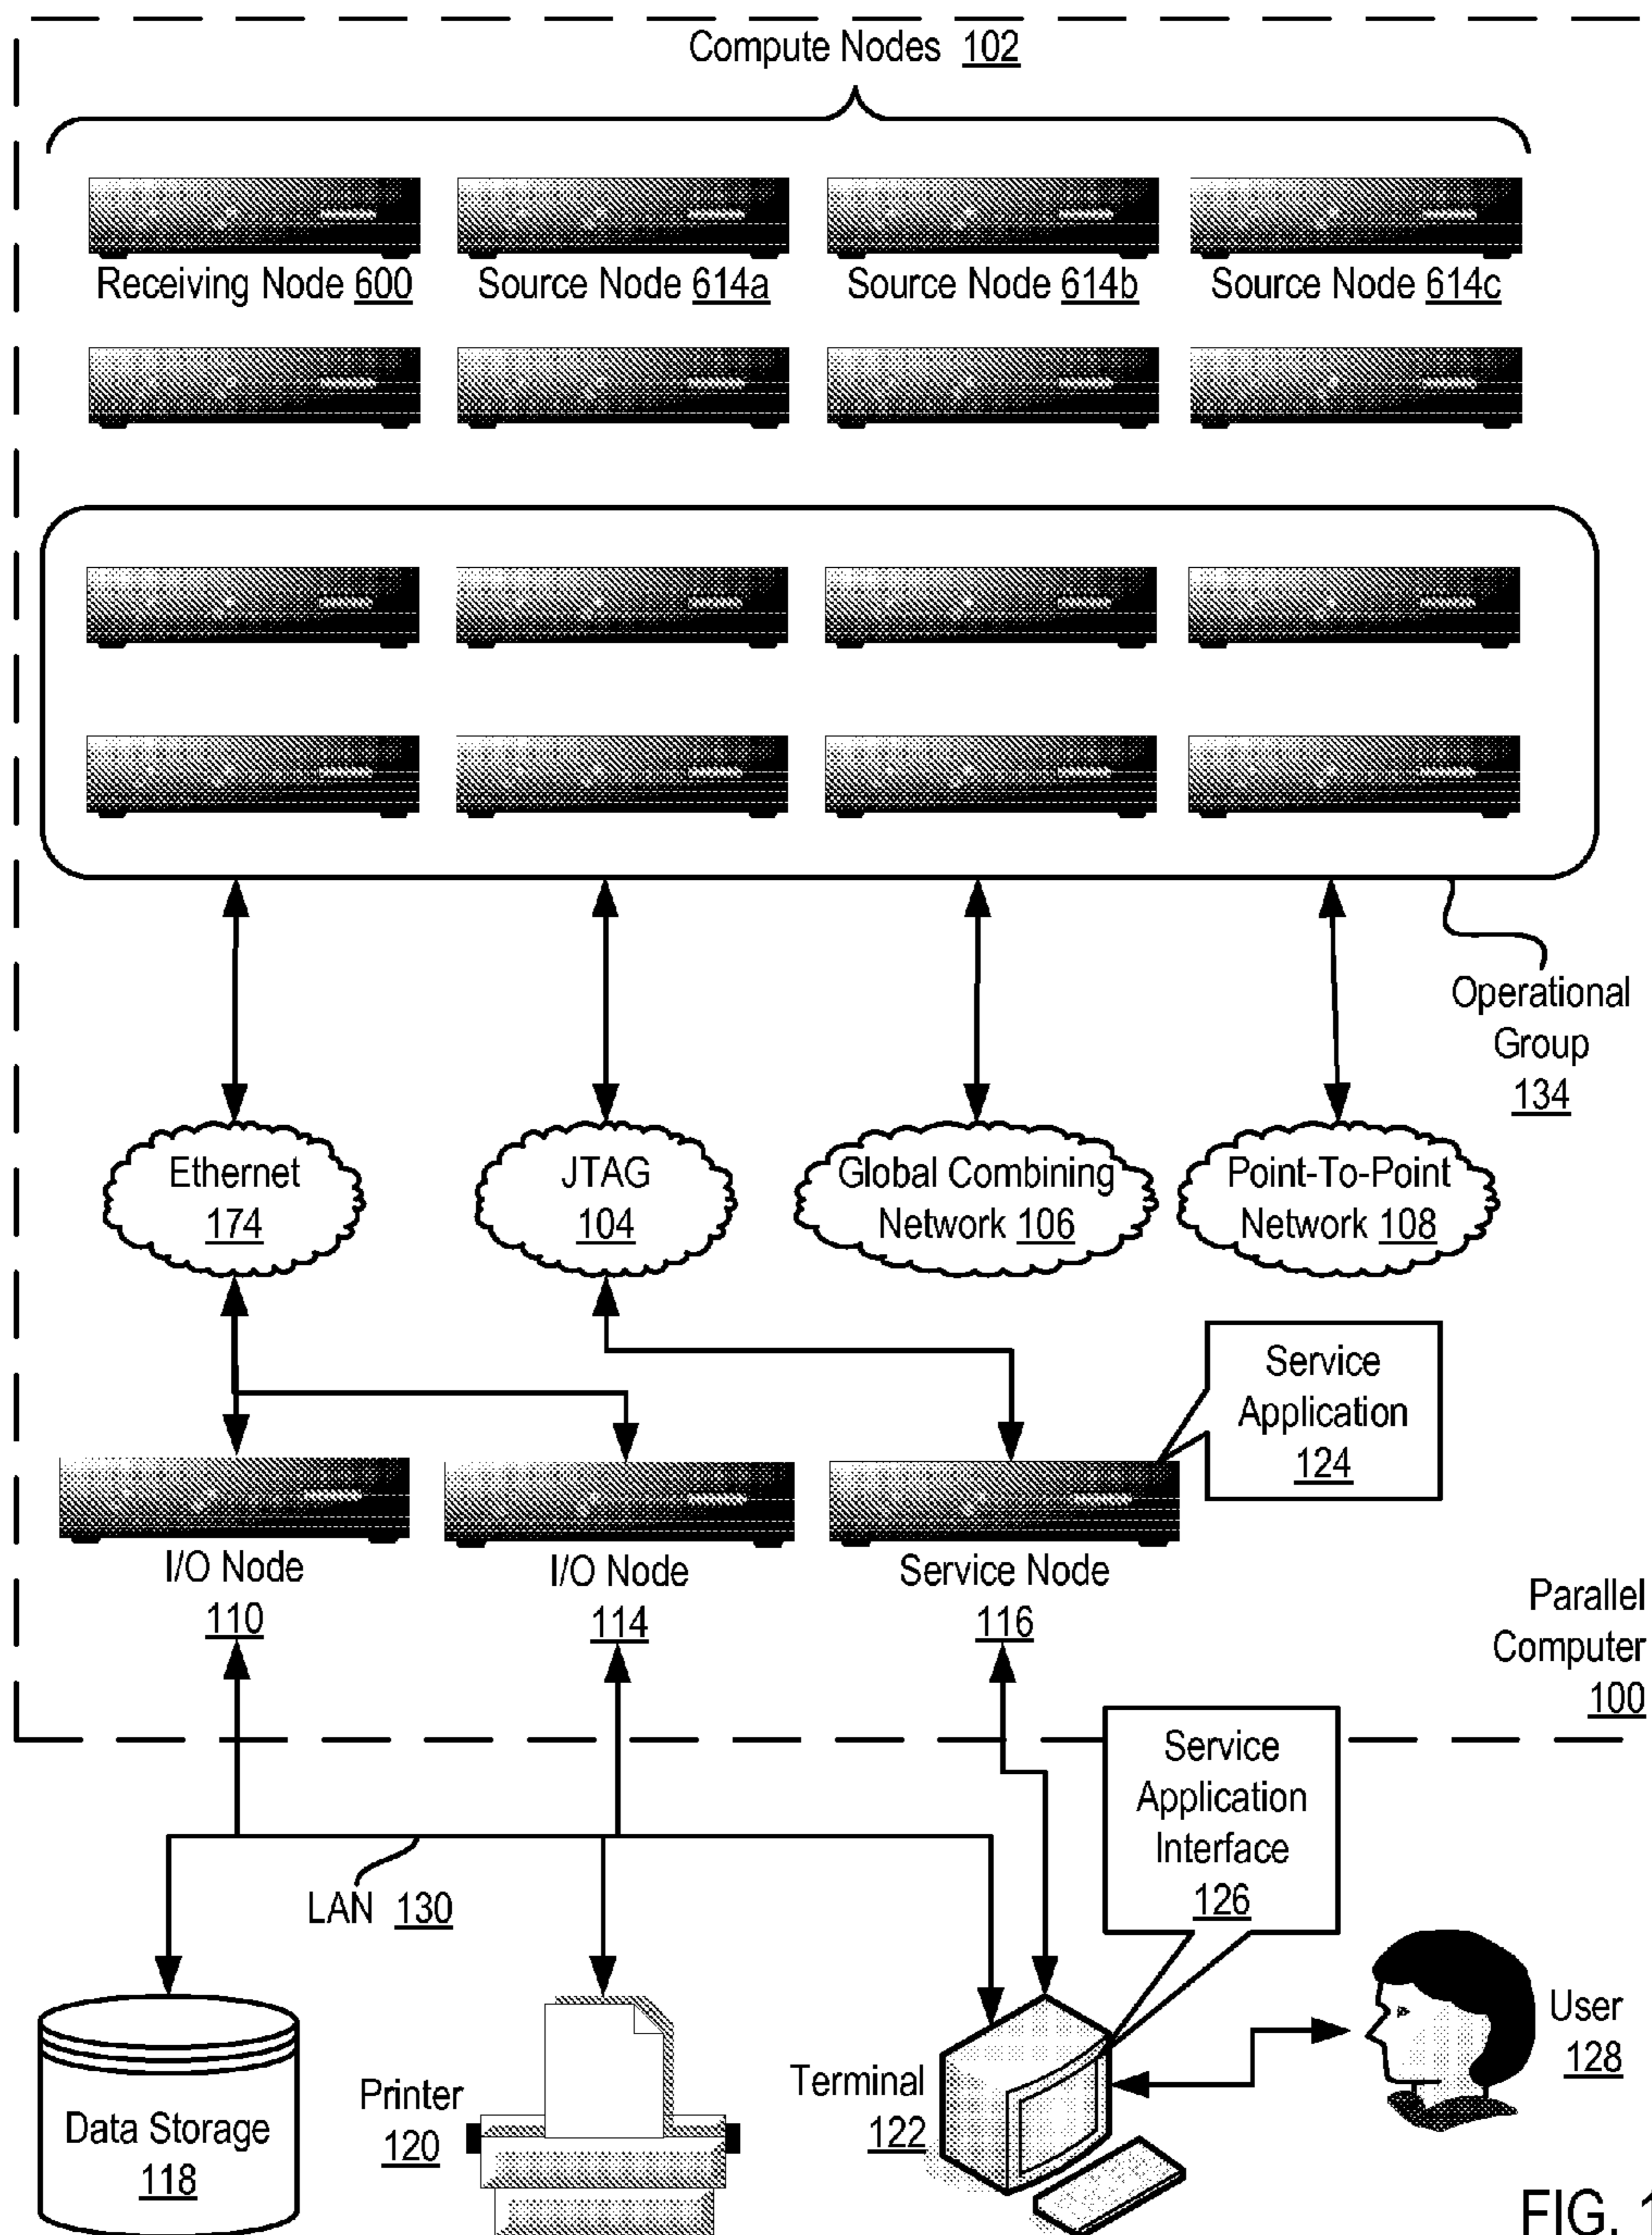 Compute Nodes 102
Receiving Node 600
Source Node 614a
Source Node 614b
Source Node 614c
Operational
Group
134
Ethernet
174
JTAG
104
Global Combining
Network 106
Point-To-Point
Network 108
Service
Application
124
I/O Node
110
I/O Node
114
Service Node
116
Parallel
Computer
100
Service
Application
Interface
126
LAN 130
Data Storage
118
Printer
120
Terminal
122
User
128
FIG. 1